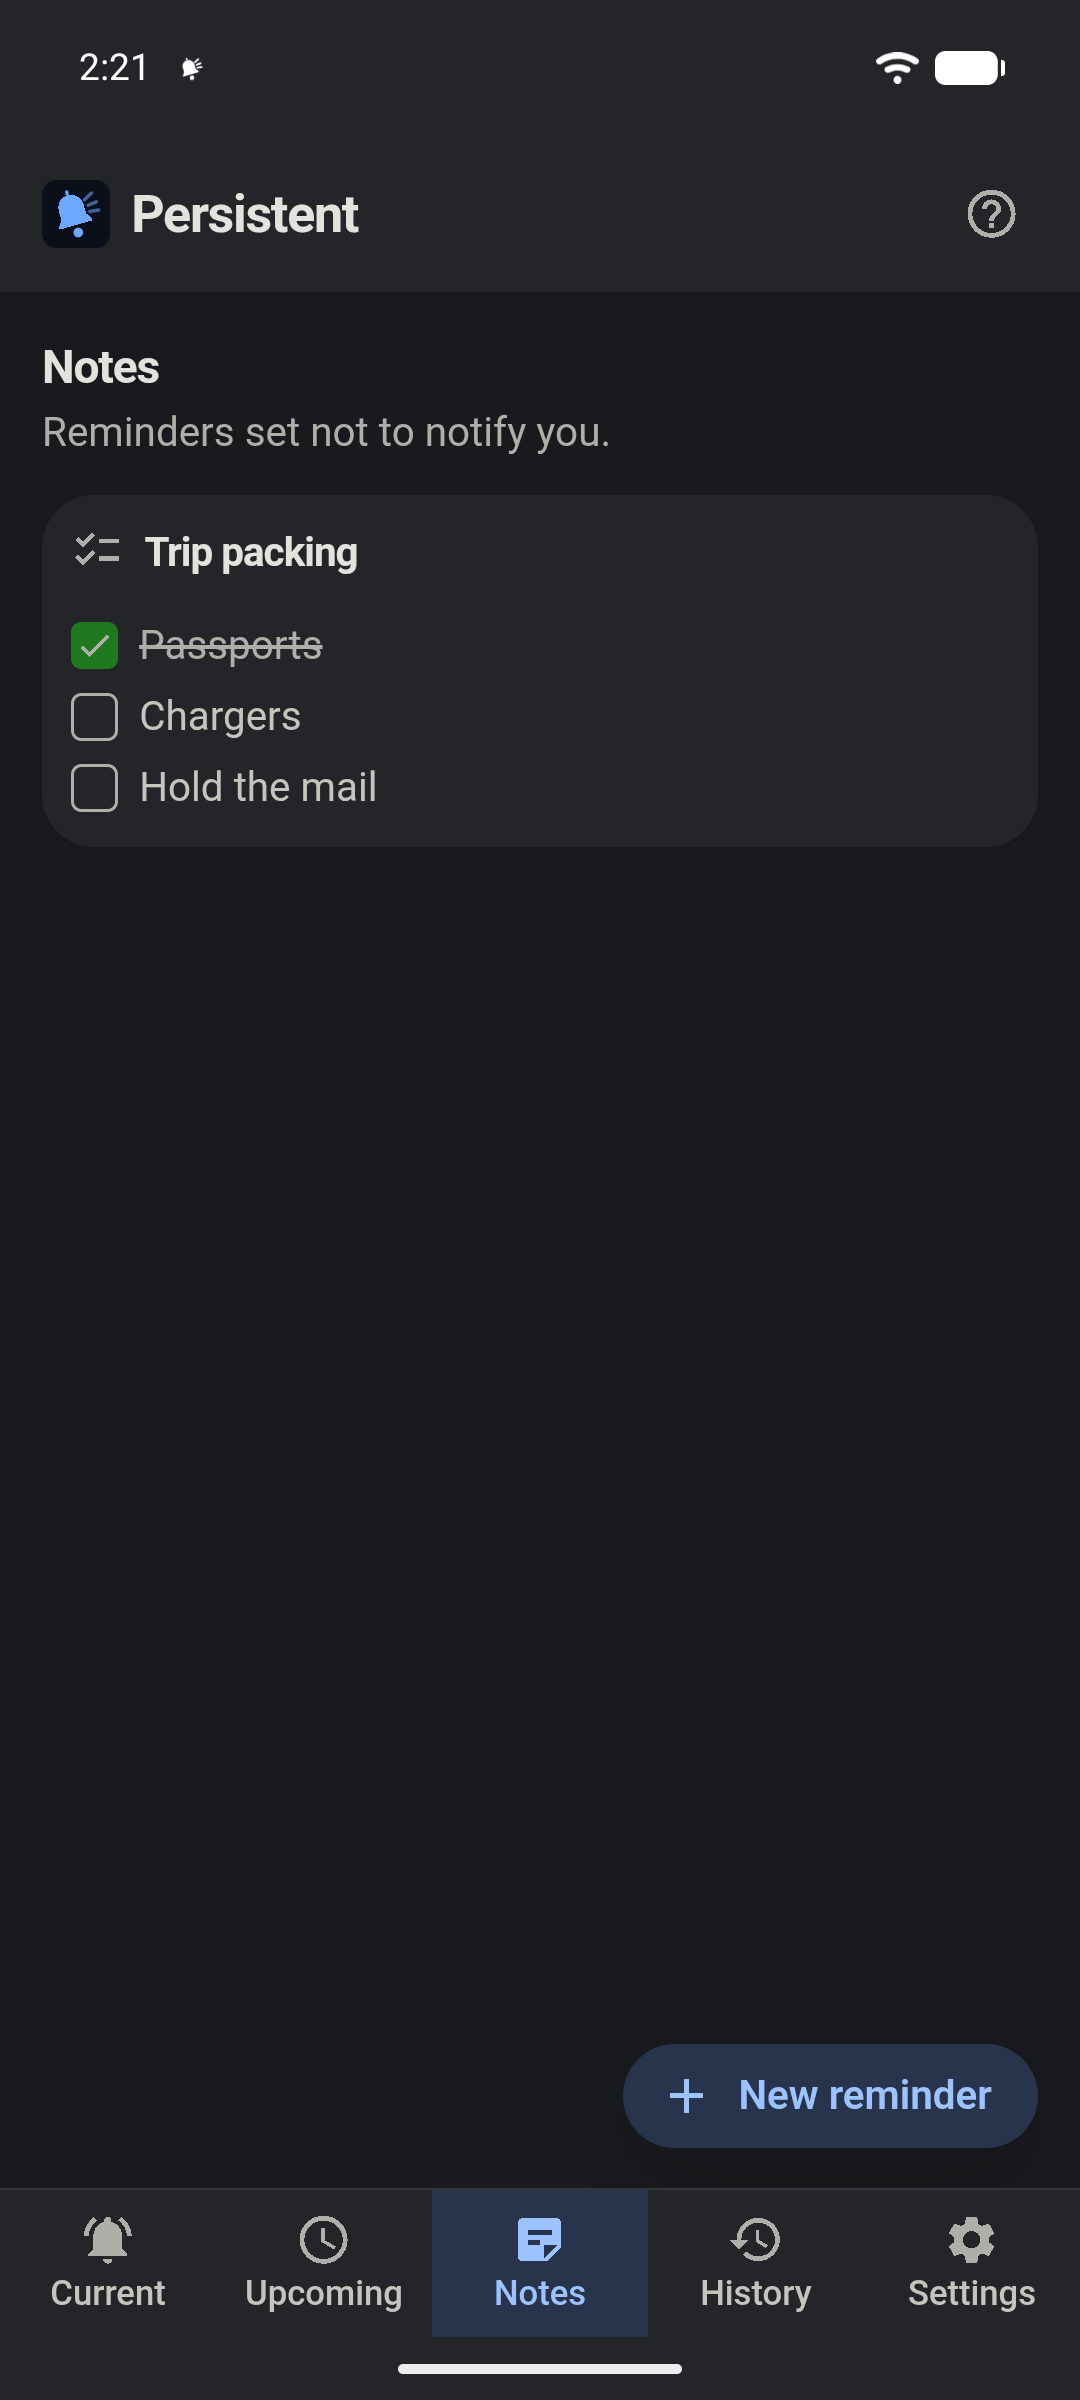 2:21
Persistent
Notes
Reminders set not to notify you.
Trip packing
Passports
Chargers
Hold the mail
New reminder
Current
Upcoming
Notes
History
Settings